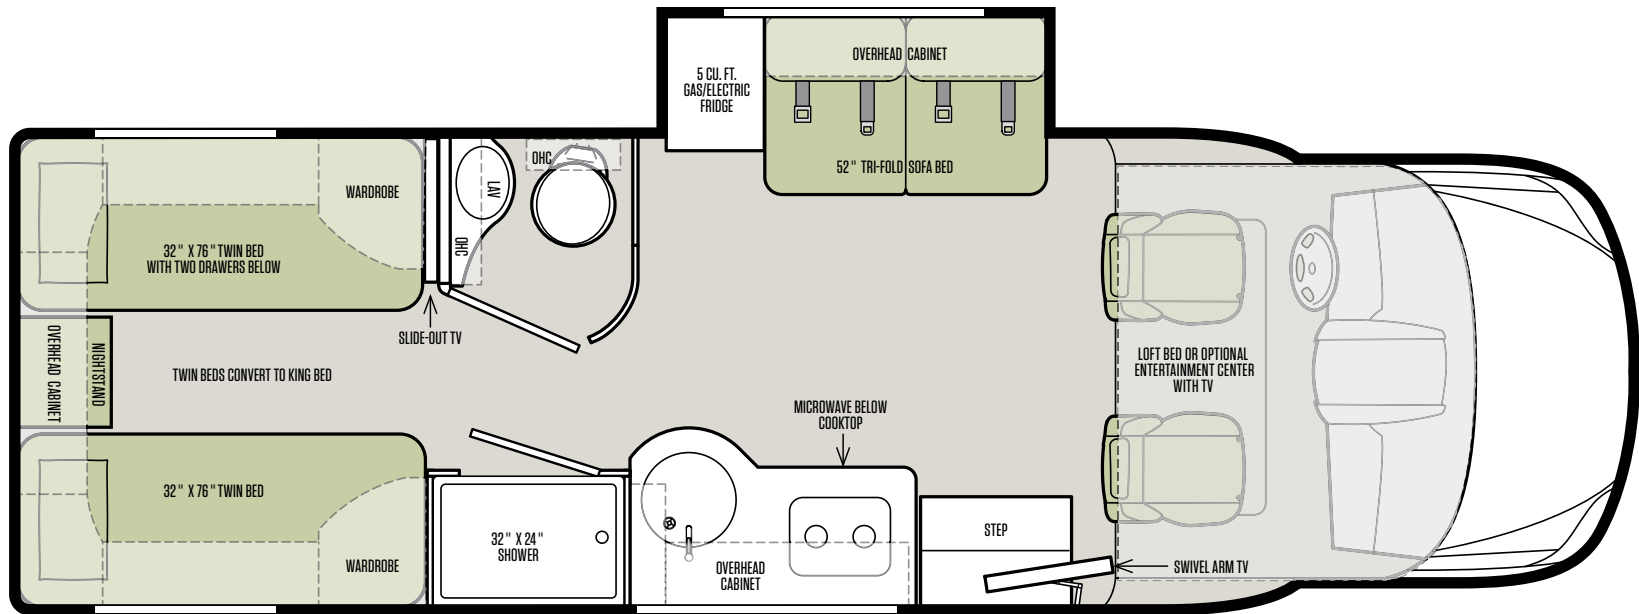 5 CU. FT.
GAS/ELECTRIC
FRIDGE
OVERHEAD CABINET
52" TRI-FOLD SOFA BED
WARDROBE
32" X 76" TWIN BED
WITH TWO DRAWERS BELOW
OHC
LAV
OHC
SLIDE-OUT TV
OVERHEAD CABINET
NIGHTSTAND
TWIN BEDS CONVERT TO KING BED
LOFT BED OR OPTIONAL
ENTERTAINMENT CENTER
WITH TV
MICROWAVE BELOW
COOKTOP
32" X 76" TWIN BED
WARDROBE
32" X 24"
SHOWER
OVERHEAD
CABINET
STEP
SWIVEL ARM TV